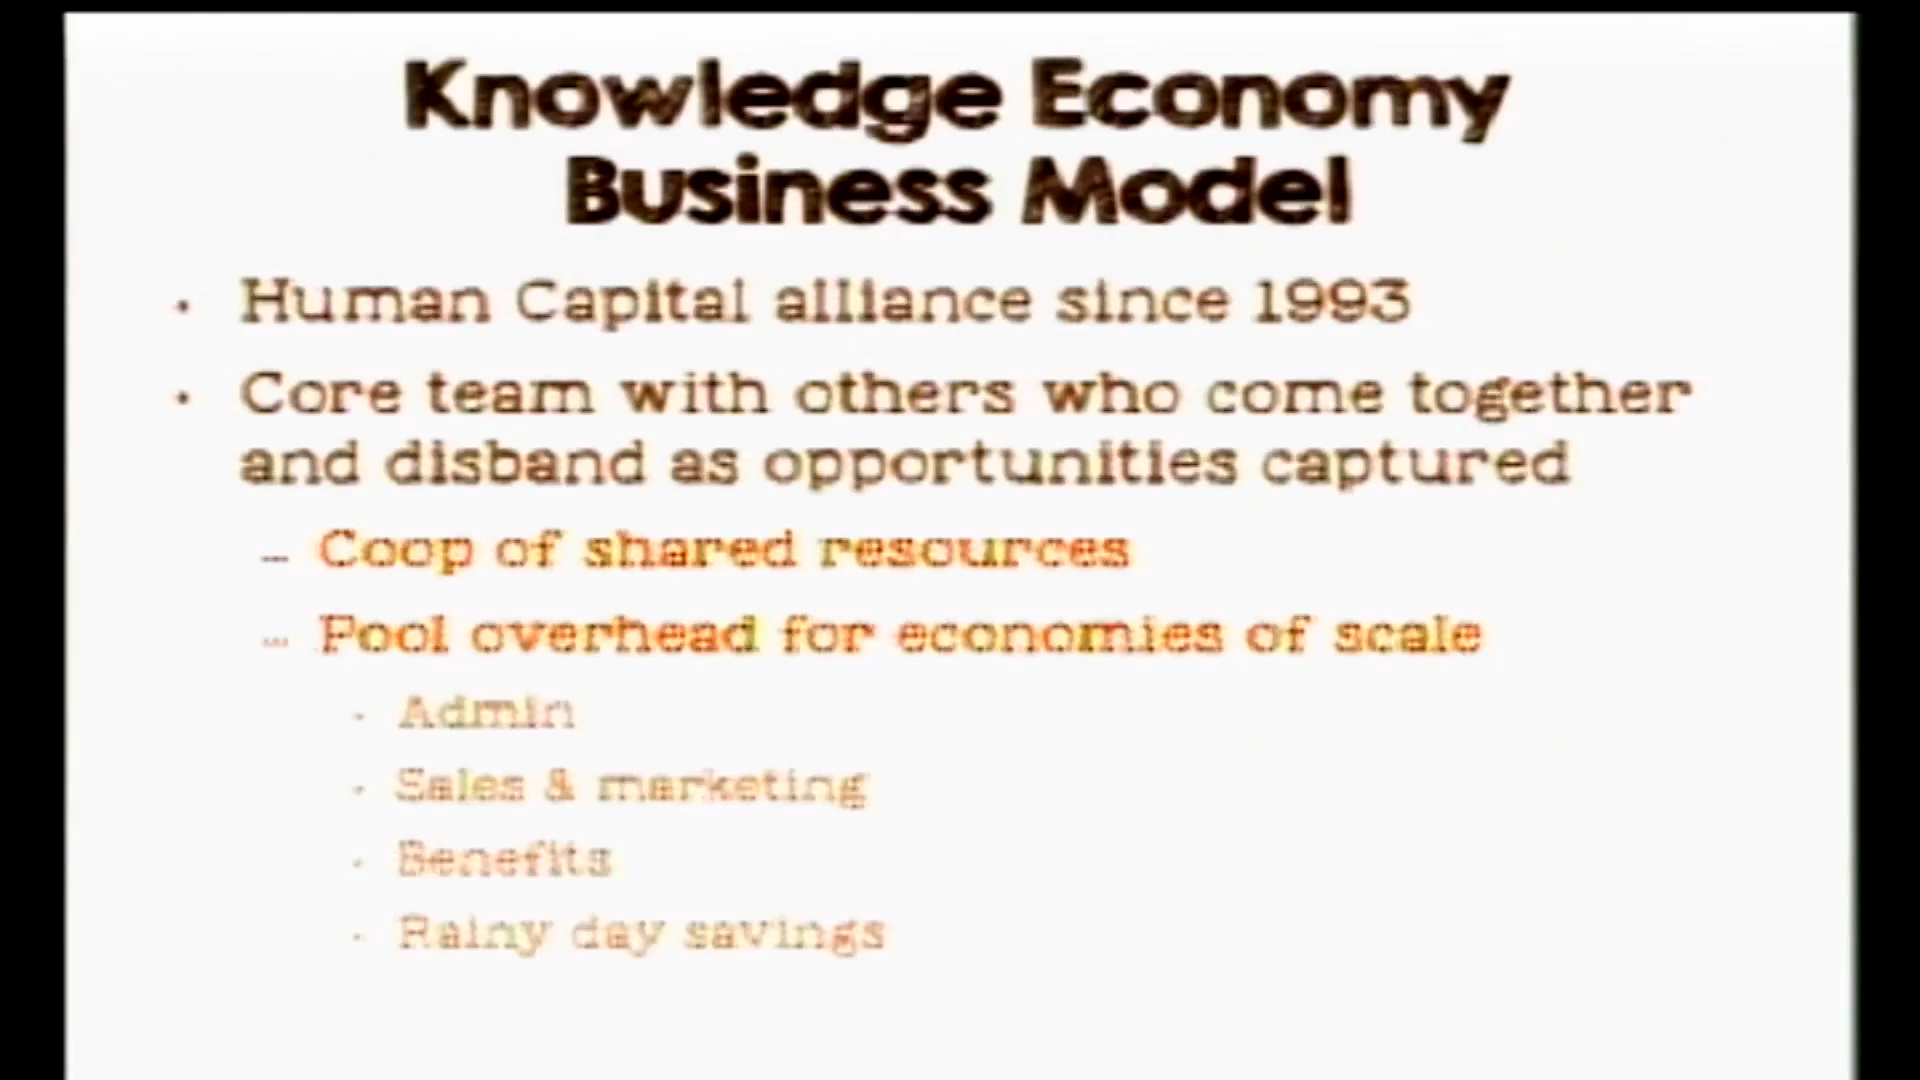 Knowledge Economy
Business Model
· Human Capital alliance since 1993
· Core team with others who come together
and disband as opportunities captured
– Coop of shared resources
– Pool overhead for economies of scale
· Admin
· Sales & marketing
· Benefits
· Rainy day savings